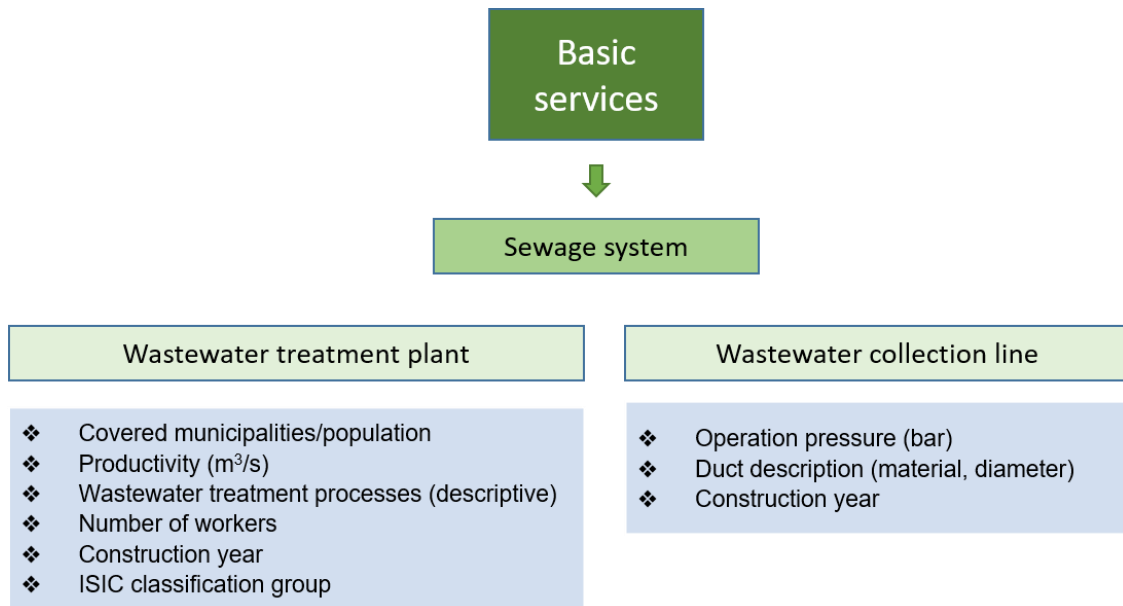 Basic
services
Sewage system
Wastewater treatment plant
❖ Covered municipalities/population
❖ Productivity (m³/s)
❖ Wastewater treatment processes (descriptive)
❖ Number of workers
❖ Construction year
❖ ISIC classification group
Wastewater collection line
❖ Operation pressure (bar)
❖ Duct description (material, diameter)
❖ Construction year